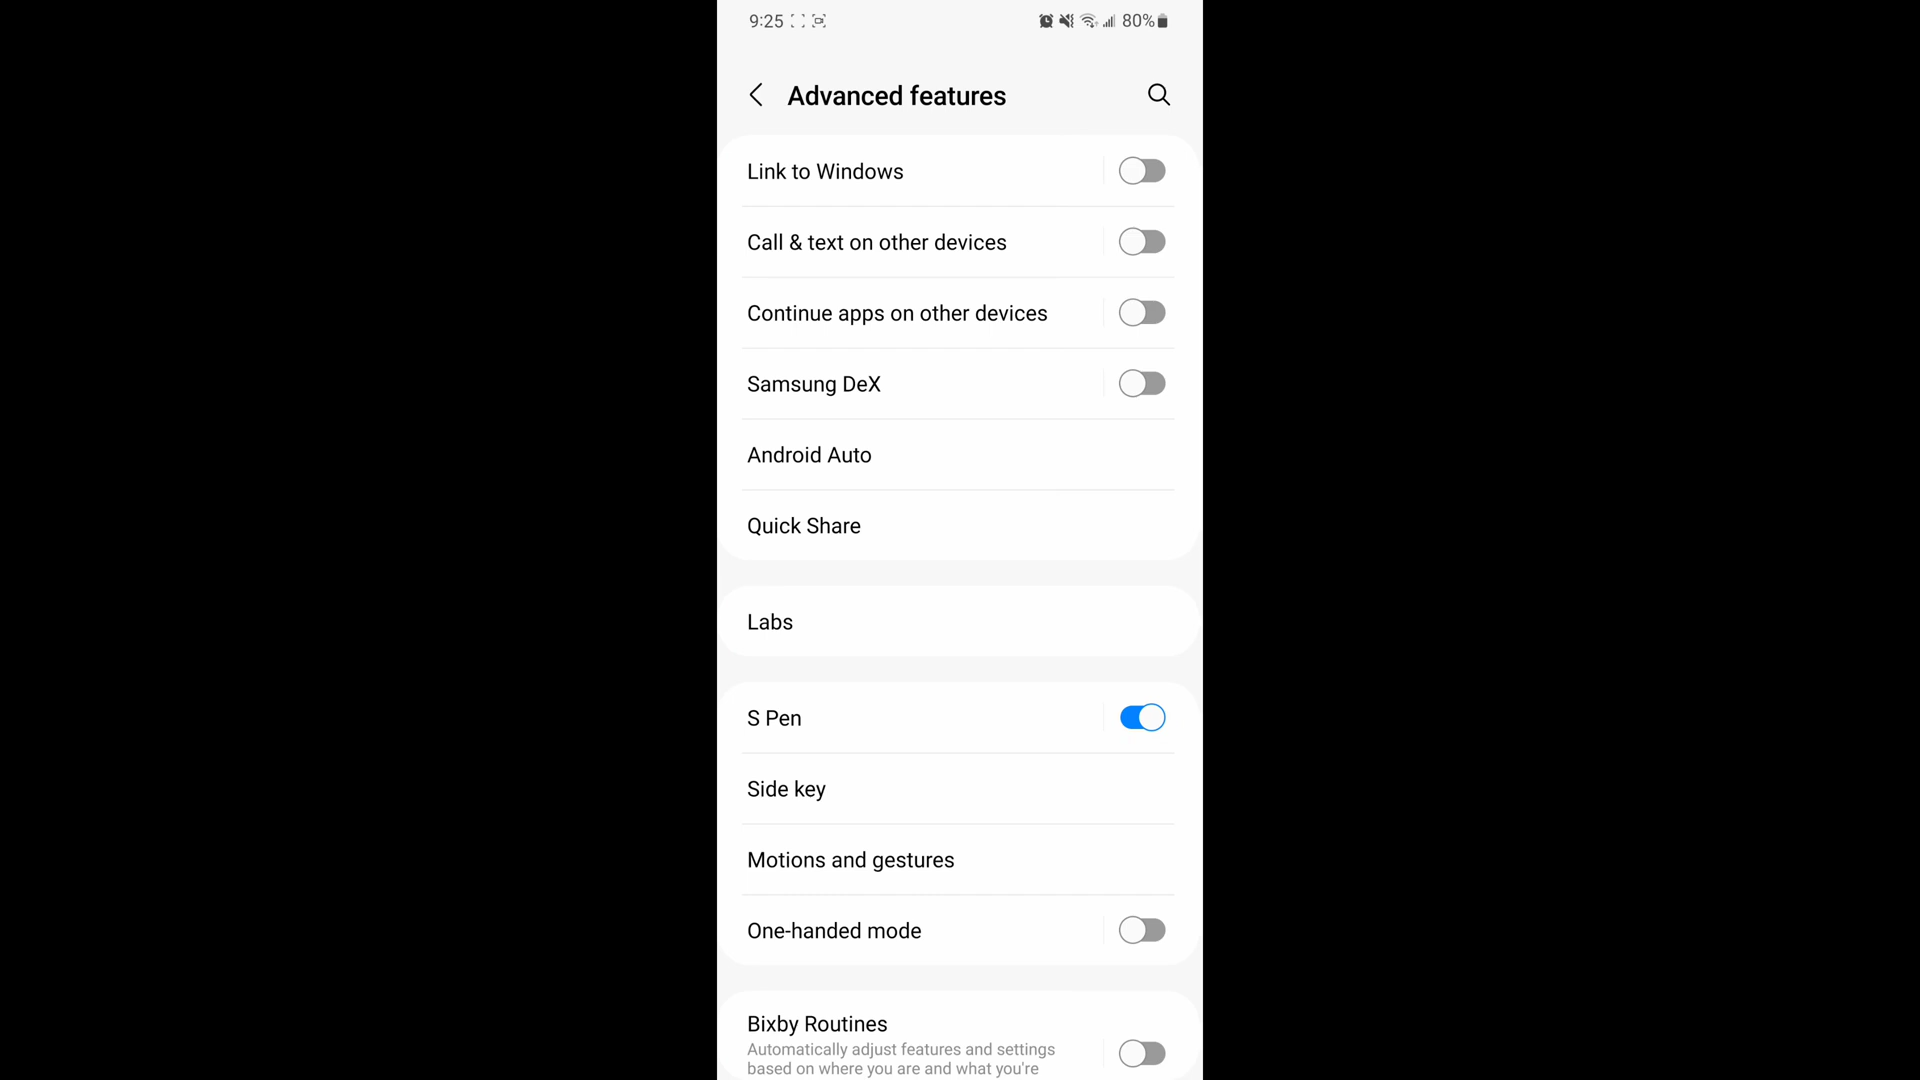 9:25 80%
Advanced features
Link to Windows
Call & text on other devices
Continue apps on other devices
Samsung DeX
Android Auto
Quick Share
Labs
S Pen
Side key
Motions and gestures
One-handed mode
Bixby Routines
Automatically adjust features and settings
based on where you are and what you're